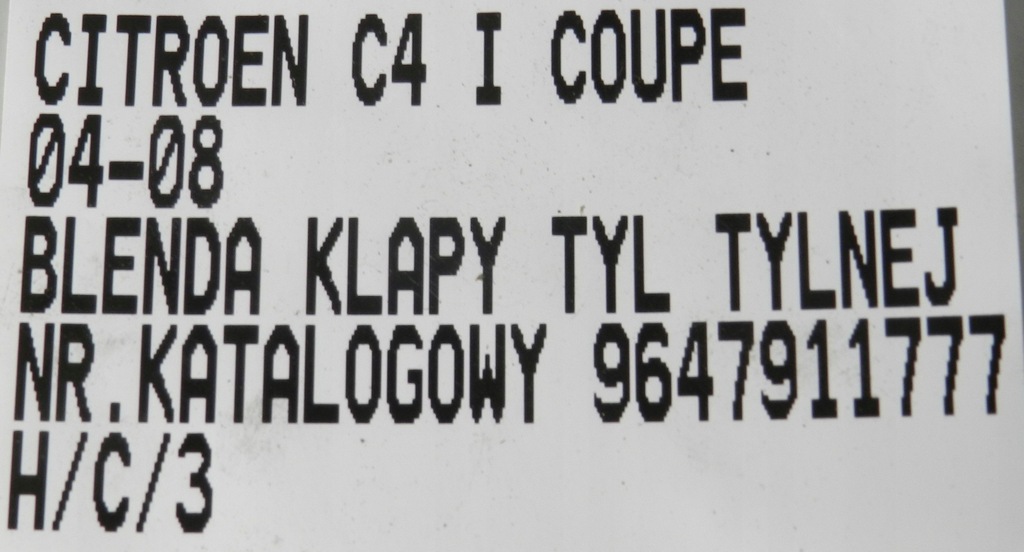 CITROEN C4 I COUPE
04-08
BLENDA KLAPY TYL TYLNEJ
NR.KATALOGOWY 9647911777
H/C/3